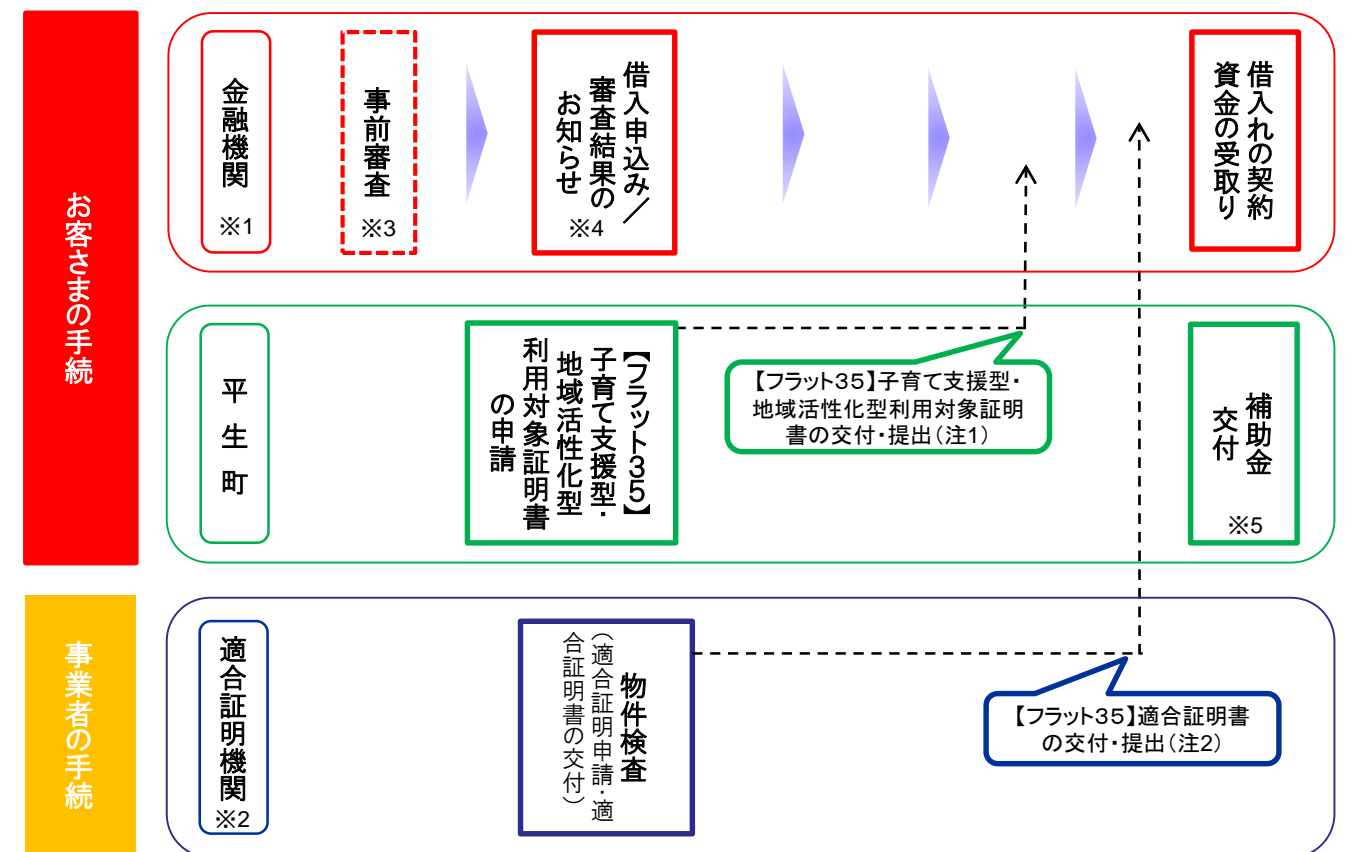 お客さまの手続
金融機関
※1
事前審査
※3
借入申込み／
審査結果の
お知らせ
※4
借入れの契約
資金の受取り
平生町
【フラット35】
子育て支援型・
地域活性化型
利用対象証明書
の申請
【フラット35】子育て支援型・
地域活性化型利用対象証明
書の交付・提出(注1)
補助金
交付
※5
事業者の手続
適合証明機関
※2
物件検査
（適合証明申請・適
合証明書の交付）
【フラット35】適合証明書
の交付・提出(注2)